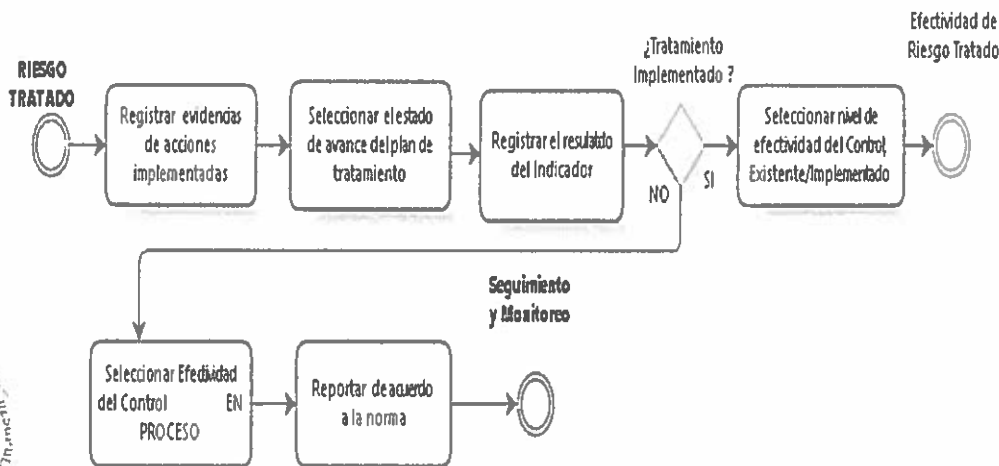 Efectividad de
Riesgo Tratado
¿Tratamiento
Implementado ?
RIESGO
TRATADO
Registrar evidencias
de acciones
implementadas
Seleccionar el estado
de avance del plan de
tratamiento
Registrar el resultado
del Indicador
Seleccionar nivel de
efectividad del Control,
Existente/Implementado
NO
SI
Seguimiento
y Monitoreo
Seleccionar Efectividad
del Control EN
PROCESO
Reportar de acuerdo
a la norma